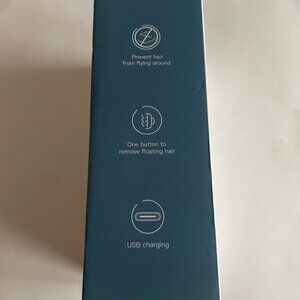 Prevent hair
from flying around
One button to
remove floating hair
USB charging